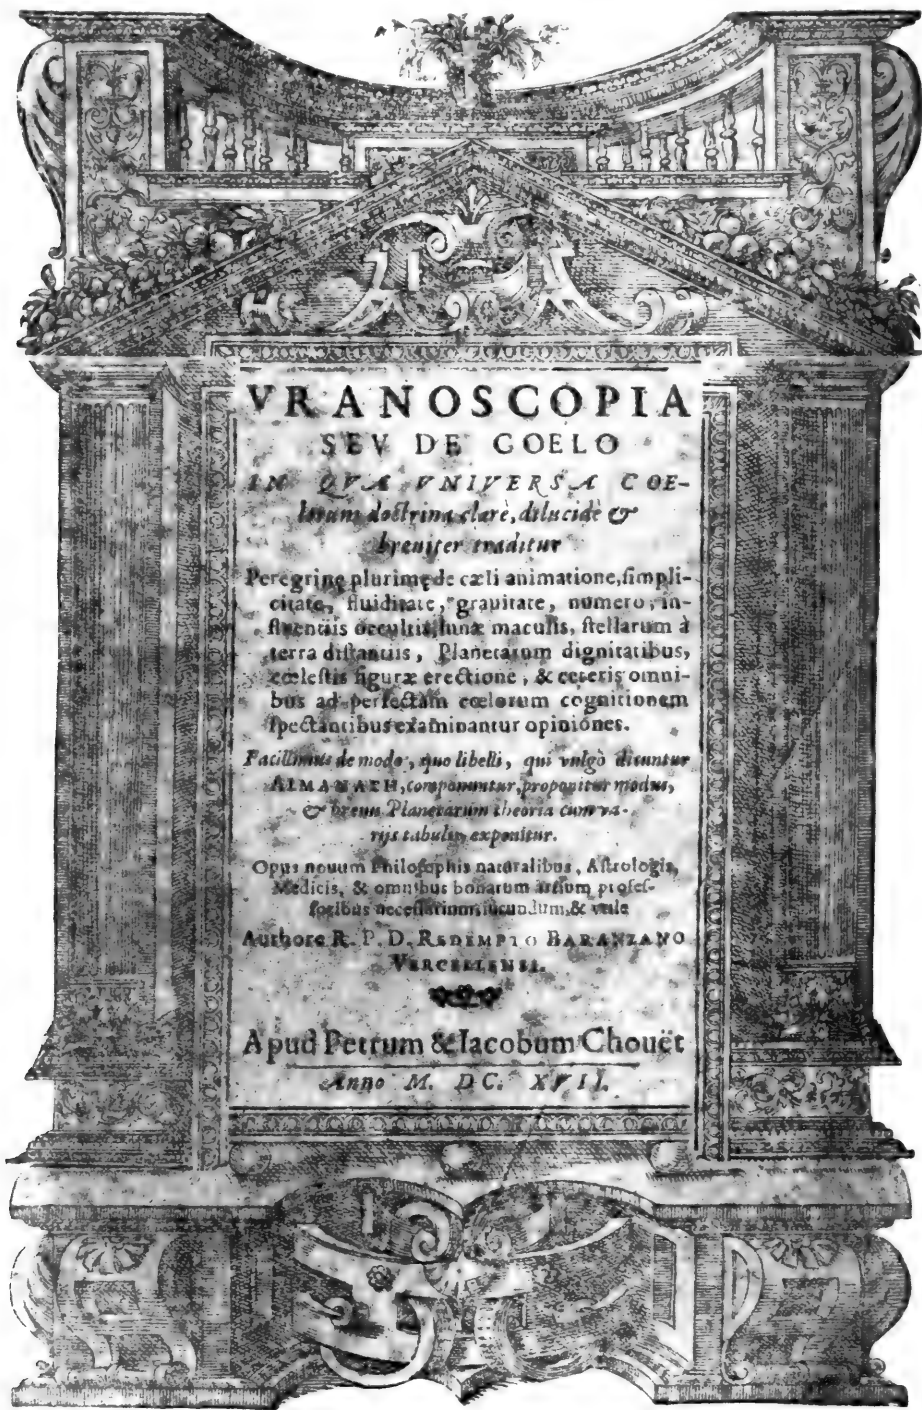 VRANOSCOPIA
SEV DE COELO
IN QVA VNIVERSA COE-
lorum doctrina clarè, dilucidè &
breuiter traditur
Peregrinę plurimę de cæli animatione, ſimpli-
citate, fluiditate, grauitate, numero, in-
fluentiis occultis, lunæ maculis, ſtellarum à
terra diſtantiis, Planetarum dignitatibus,
cœleſtis figuræ erectione, & cęteris omni-
bus ad perfectam cœlorum cognitionem
ſpectantibus examinantur opiniones.
Facillimus de modo, quo libelli, qui vulgò dicuntur
ALMANACH, componuntur, proponitur modus,
& breuis Planetarum theoria cum va-
rijs tabulis exponitur.
Opus nouum Philoſophis naturalibus, Aſtrologis,
Medicis, & omnibus bonarum artium profeſ-
ſoribus neceſſarium, iucundum, & vtile
Authore R. P. D. REDEMPTO BARANZANO
VERCELLENSI.
Apud Petrum & Iacobum Chouët
Anno M. DC. XVII.